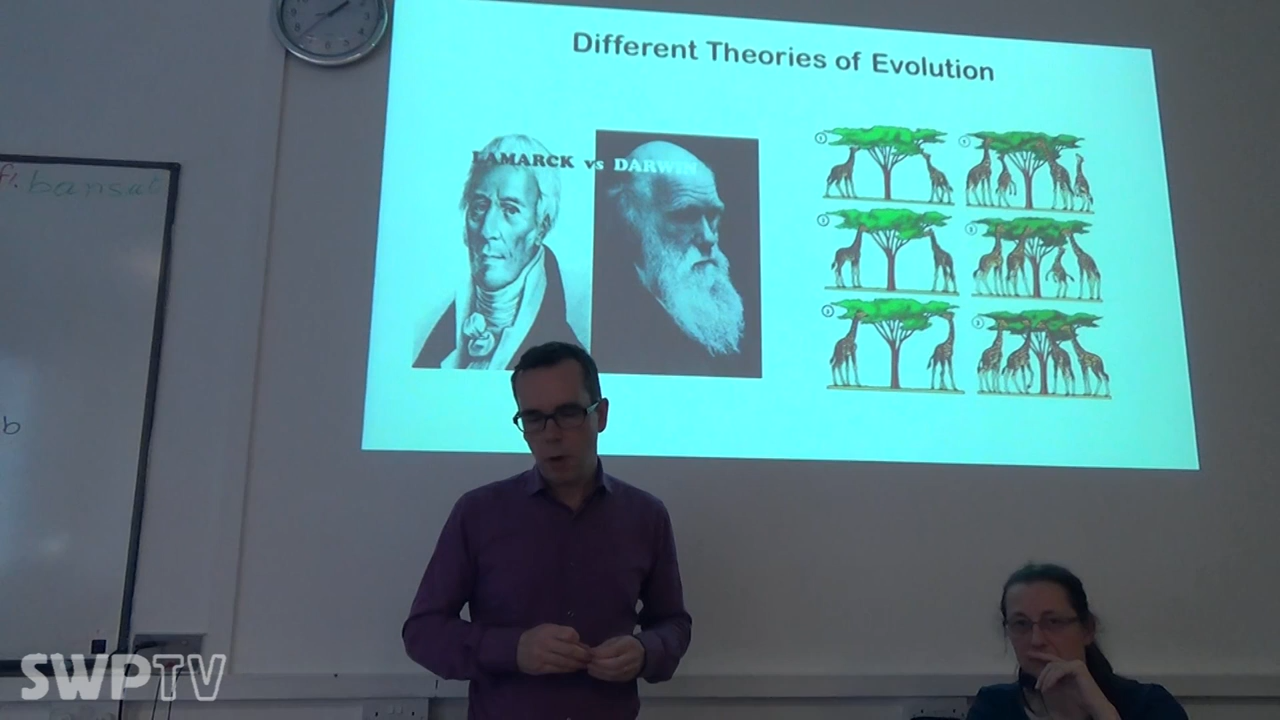 Different Theories of Evolution
LAMARCK vs DARWIN
b
SWPTV